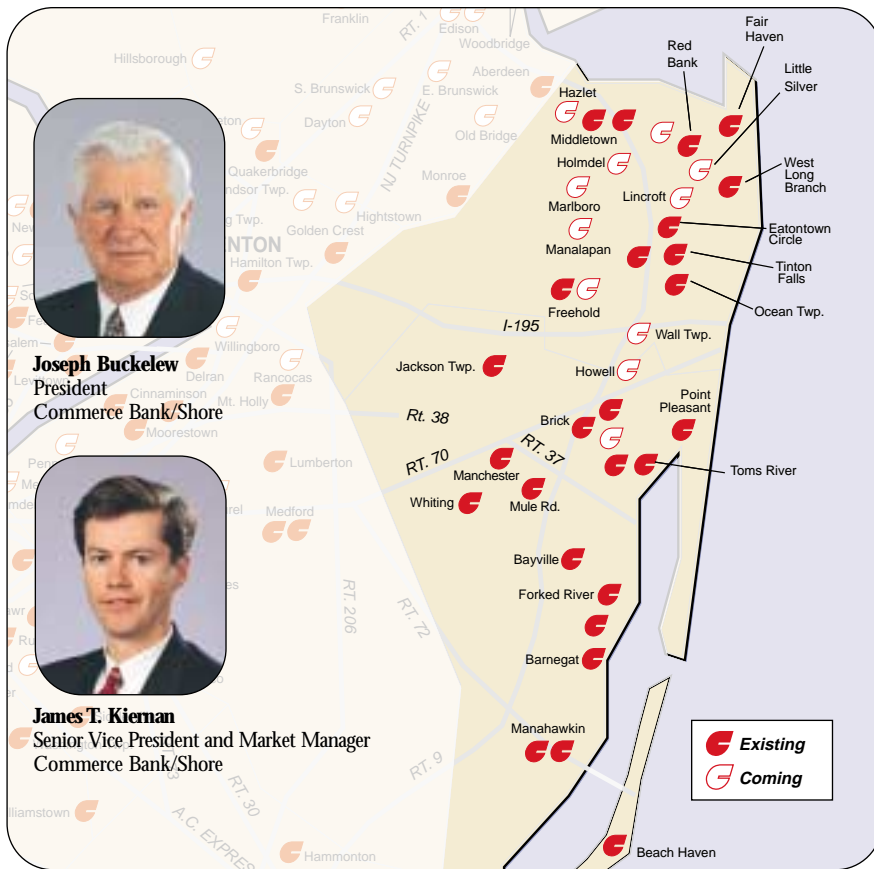 Franklin
RT. 1
Edison
Woodbridge
Hillsborough
Aberdeen
S. Brunswick
E. Brunswick
Dayton
Old Bridge
Quakerbridge
NJ TURNPIKE
Monroe
Hightstown
Golden Crest
Hamilton Twp.
Fair
Haven
Red
Bank
Little
Silver
Hazlet
Middletown
Holmdel
West
Long
Branch
Marlboro
Lincroft
Eatontown
Circle
Manalapan
Tinton
Falls
Freehold
Ocean Twp.
I-195
Wall Twp.
Willingboro
Jackson Twp.
Howell
Joseph Buckelew
President
Commerce Bank/Shore
Delran
Rancocas
Cinnaminson
Mt. Holly
Moorestown
Rt. 38
Point
Pleasant
Brick
RT. 37
RT. 70
Lumberton
Manchester
Toms River
Whiting
Mule Rd.
Medford
Bayville
RT. 206
Forked River
RT. 72
Barnegat
James T. Kiernan
Senior Vice President and Market Manager
Commerce Bank/Shore
Manahawkin
Existing
Coming
RT. 9
RT. 30
Hammonton
Beach Haven